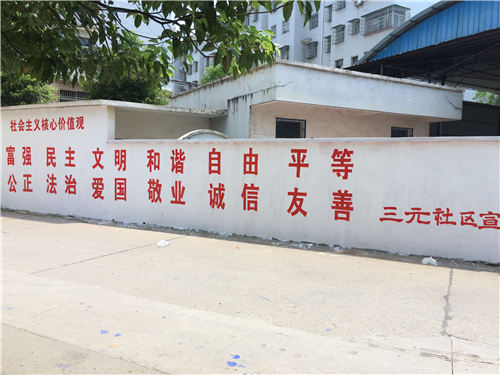 社会主义核心价值观
富强 民主 文明 和谐 自由 平等
公正 法治 爱国 敬业 诚信 友善
三元社区宣